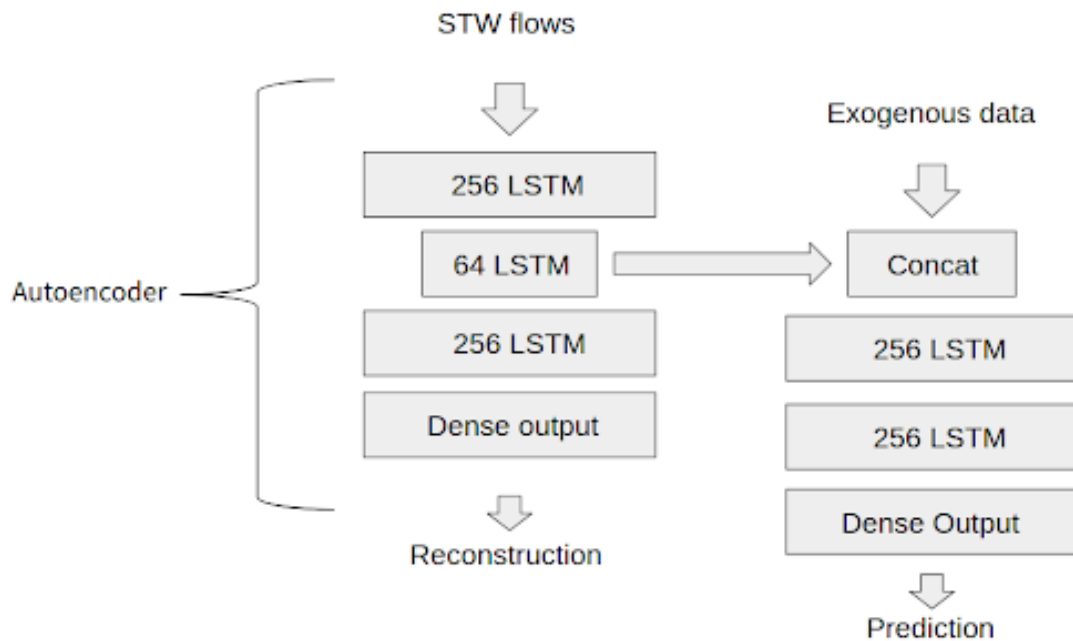 STW flows
Exogenous data
256 LSTM
64 LSTM
Concat
Autoencoder
256 LSTM
256 LSTM
Dense output
256 LSTM
Dense Output
Reconstruction
Prediction